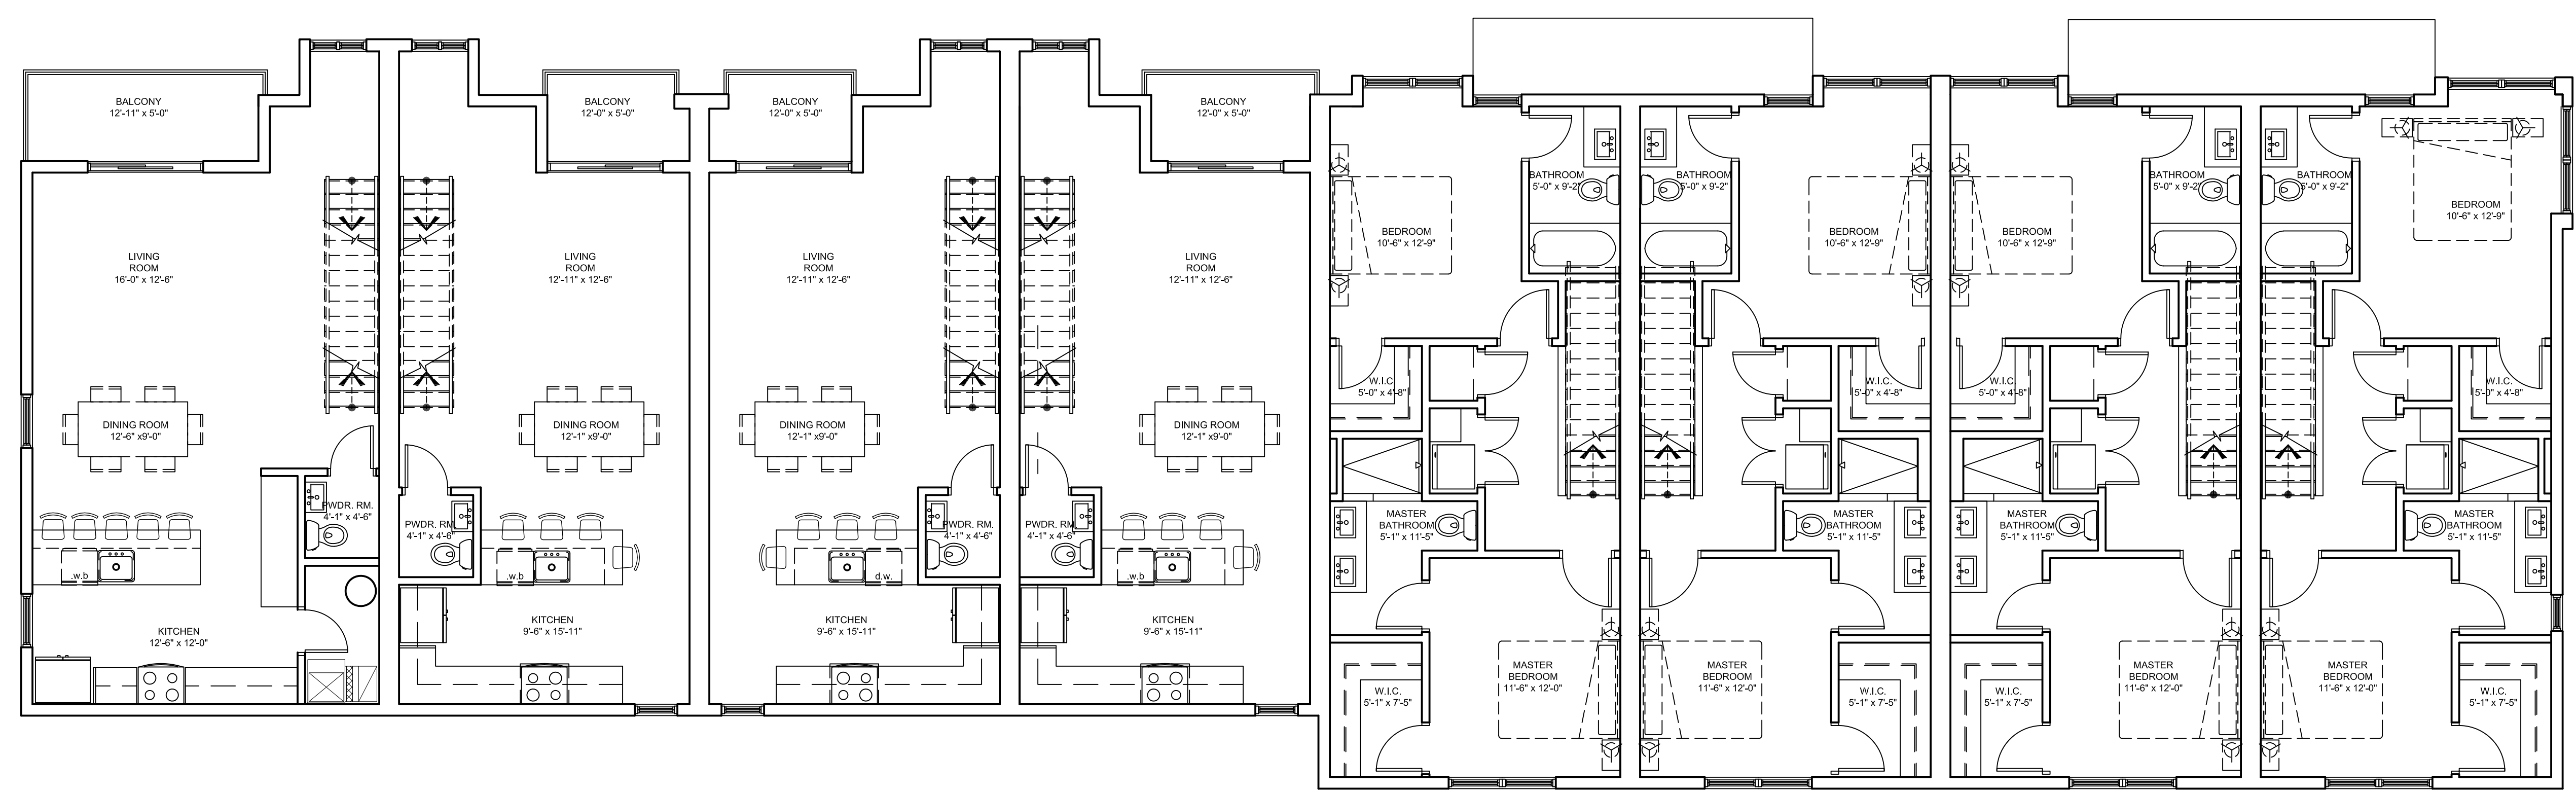 BALCONY
12'-11" x 5'-0"
BALCONY
12'-0" x 5'-0"
BALCONY
12'-0" x 5'-0"
BALCONY
12'-0" x 5'-0"
LIVING
ROOM
16'-0" x 12'-6"
LIVING
ROOM
12'-11" x 12'-6"
LIVING
ROOM
12'-11" x 12'-6"
LIVING
ROOM
12'-11" x 12'-6"
DINING ROOM
12'-6" x9'-0"
DINING ROOM
12'-1" x9'-0"
DINING ROOM
12'-1" x9'-0"
DINING ROOM
12'-1" x9'-0"
PWDR. RM.
4'-1" x 4'-6"
PWDR. RM.
4'-1" x 4'-6"
PWDR. RM.
4'-1" x 4'-6"
PWDR. RM.
4'-1" x 4'-6"
.w.b
.w.b
d.w.
.w.b
KITCHEN
12'-6" x 12'-0"
KITCHEN
9'-6" x 15'-11"
KITCHEN
9'-6" x 15'-11"
KITCHEN
9'-6" x 15'-11"
BATHROOM
5'-0" x 9'-2"
BATHROOM
5'-0" x 9'-2"
BATHROOM
5'-0" x 9'-2"
BATHROOM
5'-0" x 9'-2"
BEDROOM
10'-6" x 12'-9"
BEDROOM
10'-6" x 12'-9"
BEDROOM
10'-6" x 12'-9"
BEDROOM
10'-6" x 12'-9"
W.I.C.
5'-0" x 4'-8"
W.I.C.
5'-0" x 4'-8"
W.I.C.
5'-0" x 4'-8"
W.I.C.
5'-0" x 4'-8"
MASTER
BATHROOM
5'-1" x 11'-5"
MASTER
BATHROOM
5'-1" x 11'-5"
MASTER
BATHROOM
5'-1" x 11'-5"
MASTER
BATHROOM
5'-1" x 11'-5"
MASTER
BEDROOM
11'-6" x 12'-0"
MASTER
BEDROOM
11'-6" x 12'-0"
MASTER
BEDROOM
11'-6" x 12'-0"
MASTER
BEDROOM
11'-6" x 12'-0"
W.I.C.
5'-1" x 7'-5"
W.I.C.
5'-1" x 7'-5"
W.I.C.
5'-1" x 7'-5"
W.I.C.
5'-1" x 7'-5"